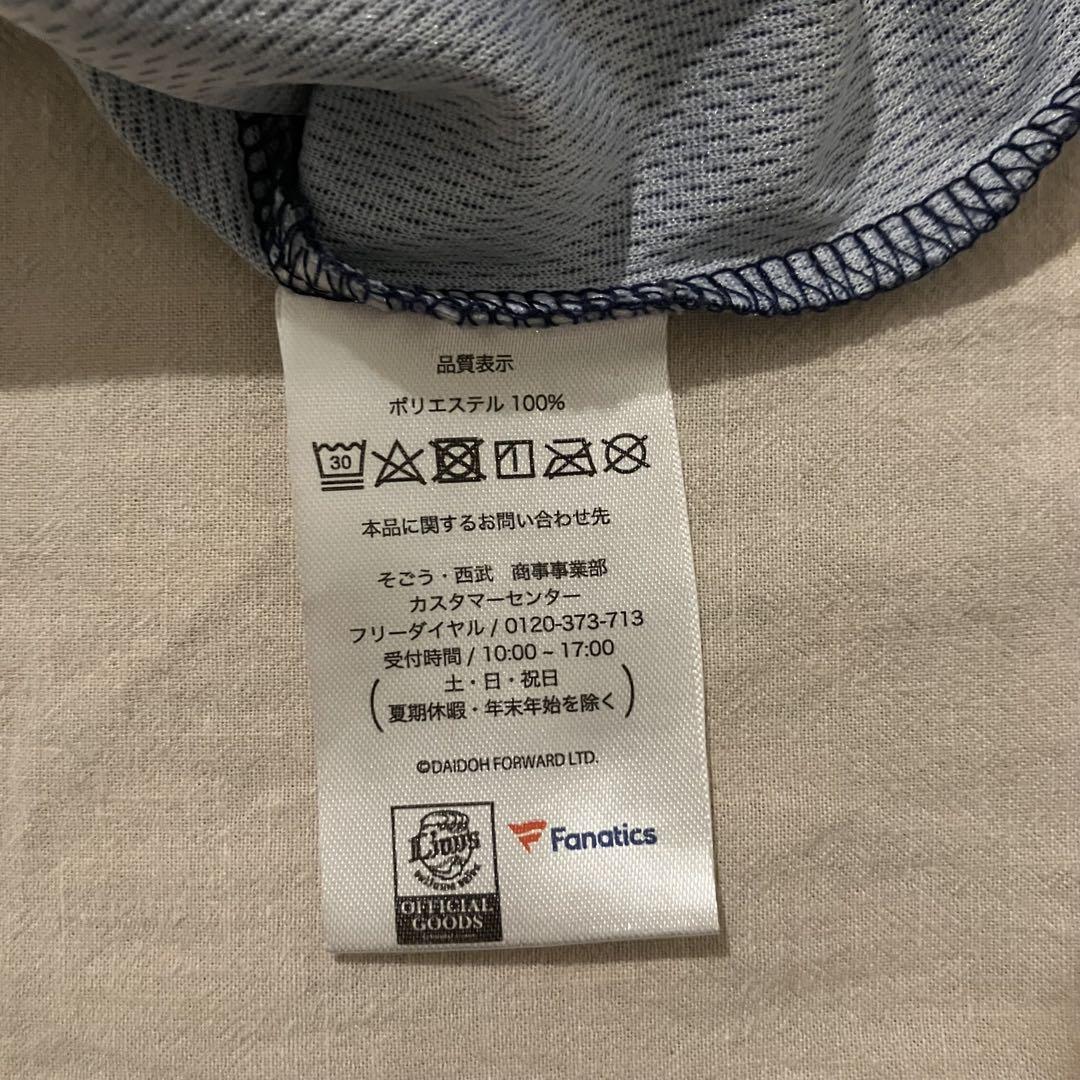 品質表示
ポリエステル 100%
30
本品に関するお問い合わせ先
そごう・西武　商事事業部
カスタマーセンター
フリーダイヤル / 0120-373-713
受付時間 / 10:00 ~ 17:00
(土・日・祝日
夏期休暇・年末年始を除く)
©DAIDOH FORWARD LTD.
Lions
OFFICIAL
GOODS
Fanatics